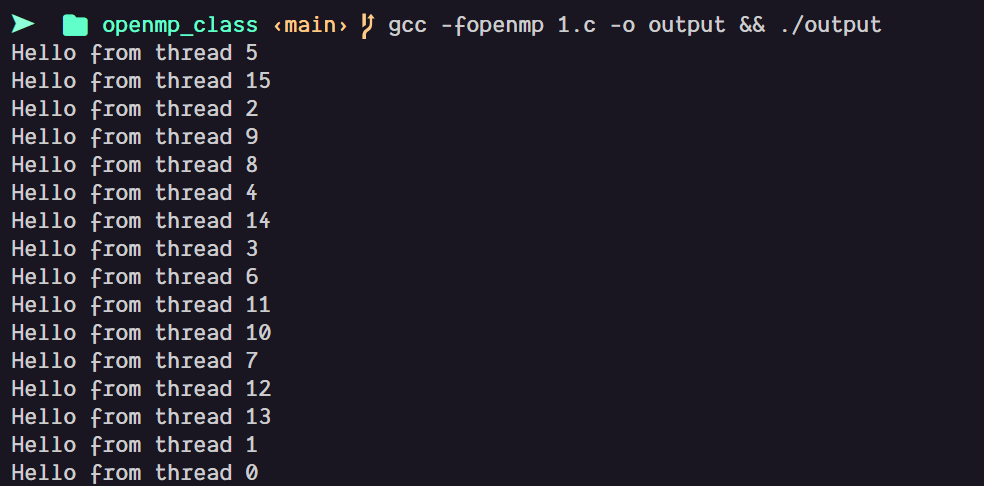 openmp_class ‹main› gcc -fopenmp 1.c -o output && ./output
Hello from thread 5
Hello from thread 15
Hello from thread 2
Hello from thread 9
Hello from thread 8
Hello from thread 4
Hello from thread 14
Hello from thread 3
Hello from thread 6
Hello from thread 11
Hello from thread 10
Hello from thread 7
Hello from thread 12
Hello from thread 13
Hello from thread 1
Hello from thread 0